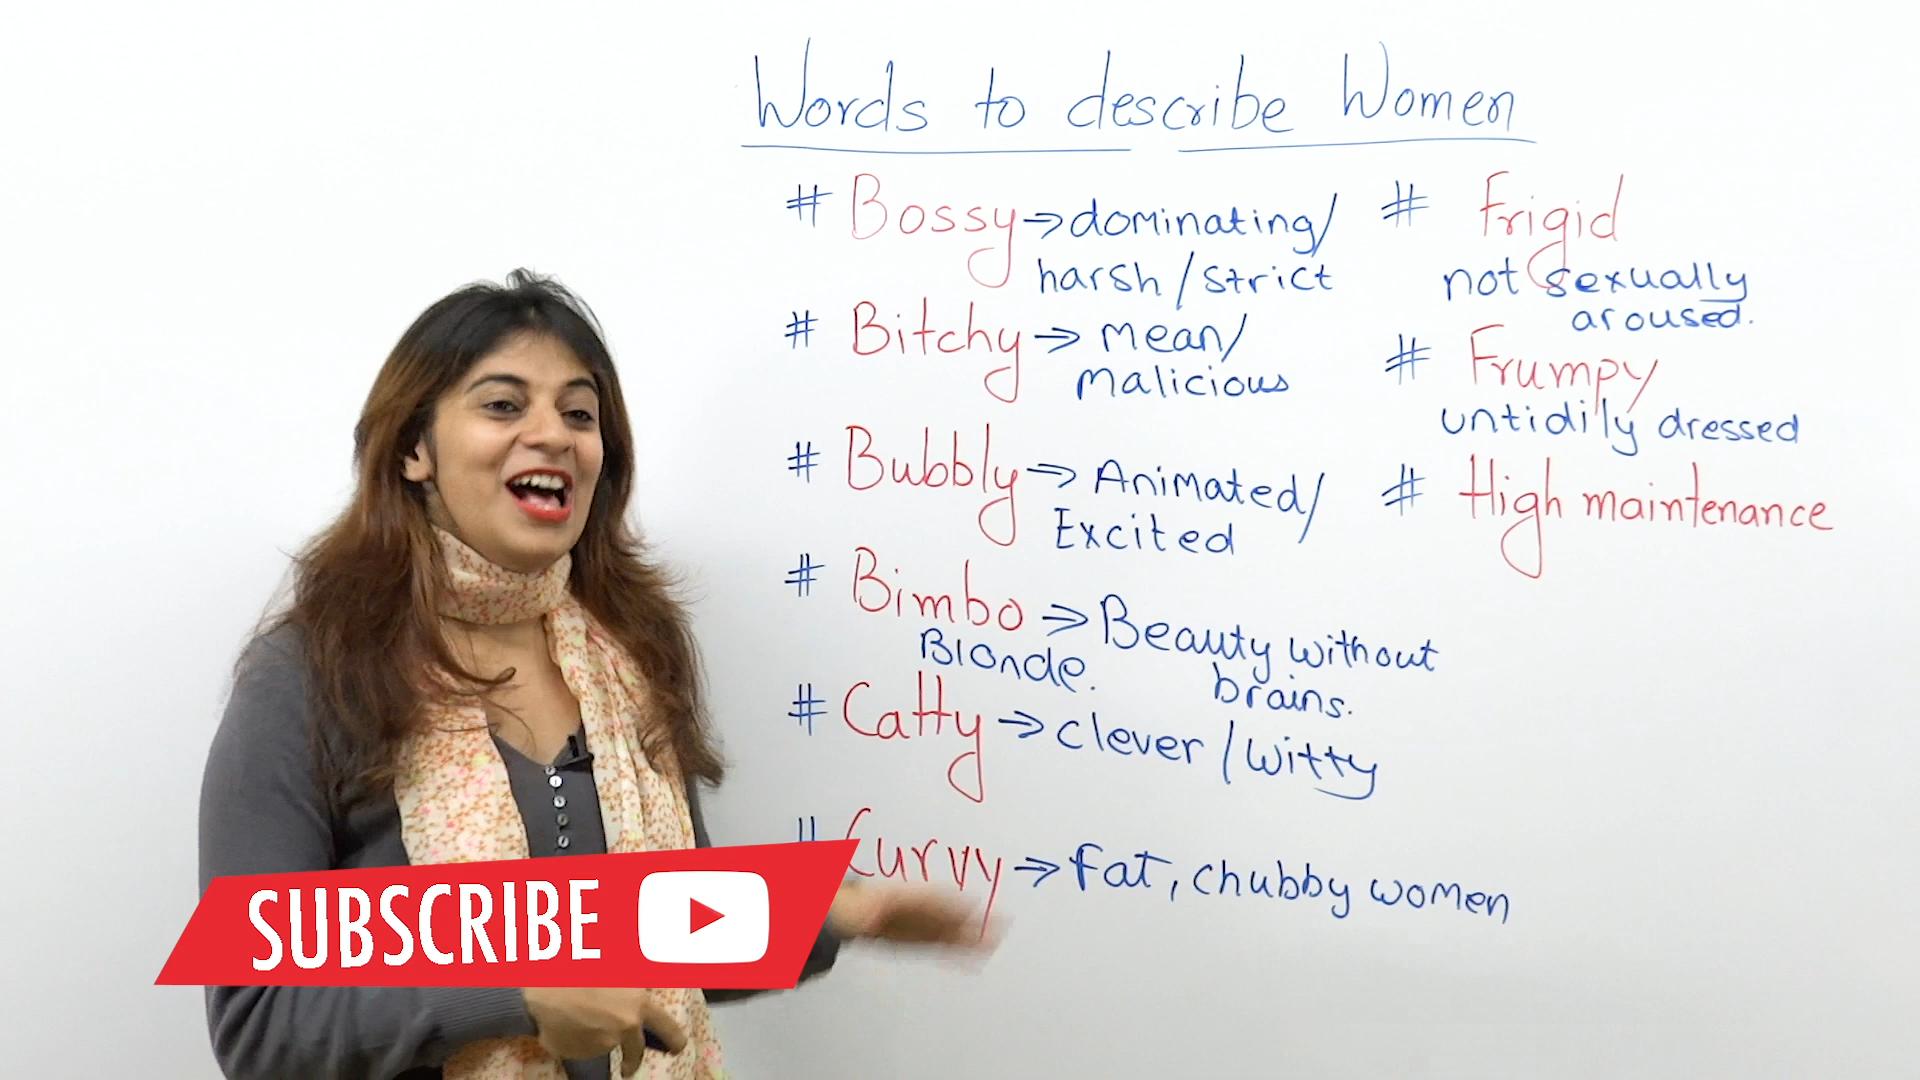 Words to describe Women
# Bossy → dominating/
harsh / strict
# Bitchy → mean/
malicious
# Bubbly → Animated/
Excited
# Bimbo → Beauty without
Blonde. brains.
# Catty → clever / witty
# Curvy → fat, chubby women
# Frigid
not sexually
aroused.
# Frumpy
untidily dressed
# High maintenance
SUBSCRIBE